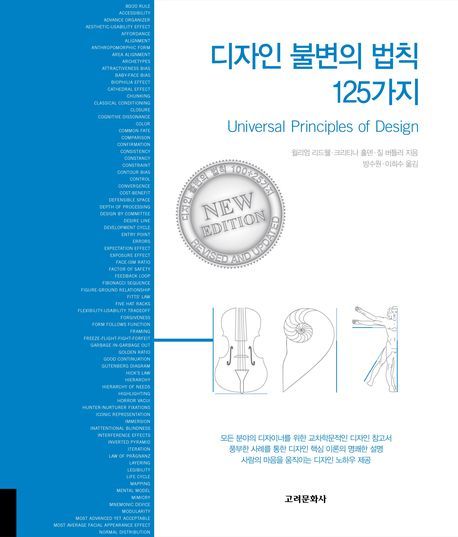 80/20 RULE
ACCESSIBILITY
ADVANCE ORGANIZER
AESTHETIC-USABILITY EFFECT
AFFORDANCE
ALIGNMENT
ANTHROPOMORPHIC FORM
AREA ALIGNMENT
ARCHETYPES
ATTRACTIVENESS BIAS
BABY-FACE BIAS
BIOPHILIA EFFECT
CATHEDRAL EFFECT
CHUNKING
CLASSICAL CONDITIONING
CLOSURE
COGNITIVE DISSONANCE
COLOR
COMMON FATE
COMPARISON
CONFIRMATION
CONSISTENCY
CONSTANCY
CONSTRAINT
CONTOUR BIAS
CONTROL
CONVERGENCE
COST-BENEFIT
DEFENSIBLE SPACE
DEPTH OF PROCESSING
DESIGN BY COMMITTEE
DESIRE LINE
DEVELOPMENT CYCLE
ENTRY POINT
ERRORS
EXPECTATION EFFECT
EXPOSURE EFFECT
FACE-ISM RATIO
FACTOR OF SAFETY
FEEDBACK LOOP
FIBONACCI SEQUENCE
FIGURE-GROUND RELATIONSHIP
FITTS' LAW
FIVE HAT RACKS
FLEXIBILITY-USABILITY TRADEOFF
FORGIVENESS
FORM FOLLOWS FUNCTION
FRAMING
FREEZE-FLIGHT-FIGHT-FORFEIT
GARBAGE IN-GARBAGE OUT
GOLDEN RATIO
GOOD CONTINUATION
GUTENBERG DIAGRAM
HICK'S LAW
HIERARCHY
HIERARCHY OF NEEDS
HIGHLIGHTING
HORROR VACUI
HUNTER-NURTURER FIXATIONS
ICONIC REPRESENTATION
IMMERSION
INATTENTIONAL BLINDNESS
INTERFERENCE EFFECTS
INVERTED PYRAMID
ITERATION
LAW OF PRÄGNANZ
LAYERING
LEGIBILITY
LIFE CYCLE
MAPPING
MENTAL MODEL
MIMICRY
MNEMONIC DEVICE
MODULARITY
MOST ADVANCED YET ACCEPTABLE
MOST AVERAGE FACIAL APPEARANCE EFFECT
NORMAL DISTRIBUTION
디자인 불변의 법칙
125가지
Universal Principles of Design
윌리엄 리드웰·크리티나 홀덴·질 버틀러 지음
방수원·이희수 옮김
NEW
EDITION
REVISED AND UPDATED
모든 분야의 디자이너를 위한 교차학문적인 디자인 참고서
풍부한 사례를 통한 디자인 핵심 이론의 명쾌한 설명
사람의 마음을 움직이는 디자인 노하우 제공
고려문화사